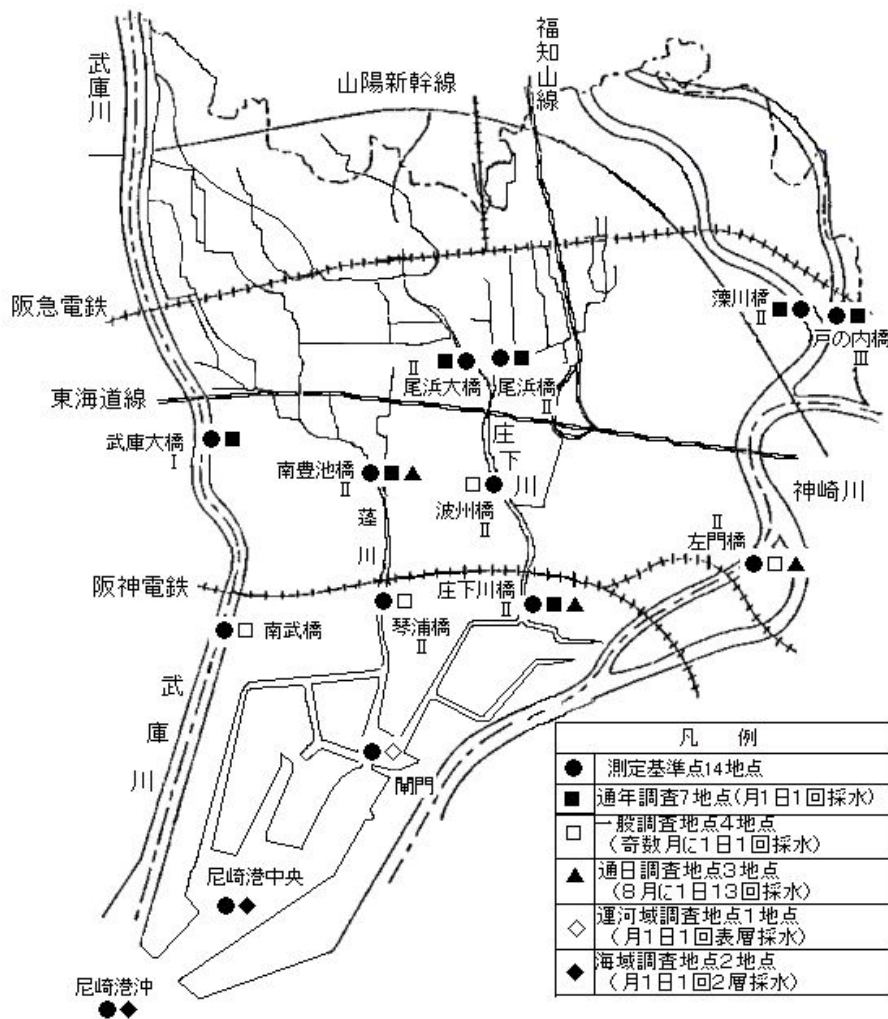 武庫川
山陽新幹線
福知山線
阪急電鉄
藻川橋
Ⅱ
戸の内橋
Ⅲ
Ⅱ
尾浜大橋
尾浜橋
Ⅱ
東海道線
武庫大橋
Ⅰ
南豊池橋
Ⅱ
庄下川
波州橋
Ⅱ
神崎川
蓬川
Ⅱ
左門橋
阪神電鉄
庄下川橋
Ⅱ
琴浦橋
Ⅱ
南武橋
武庫川
閘門
尼崎港中央
尼崎港沖
凡 例
測定基準点14地点
通年調査7地点(月1日1回採水)
一般調査地点4地点
(奇数月に1日1回採水)
通日調査地点3地点
(8月に1日13回採水)
運河域調査地点1地点
(月1日1回表層採水)
海域調査地点2地点
(月1日1回2層採水)